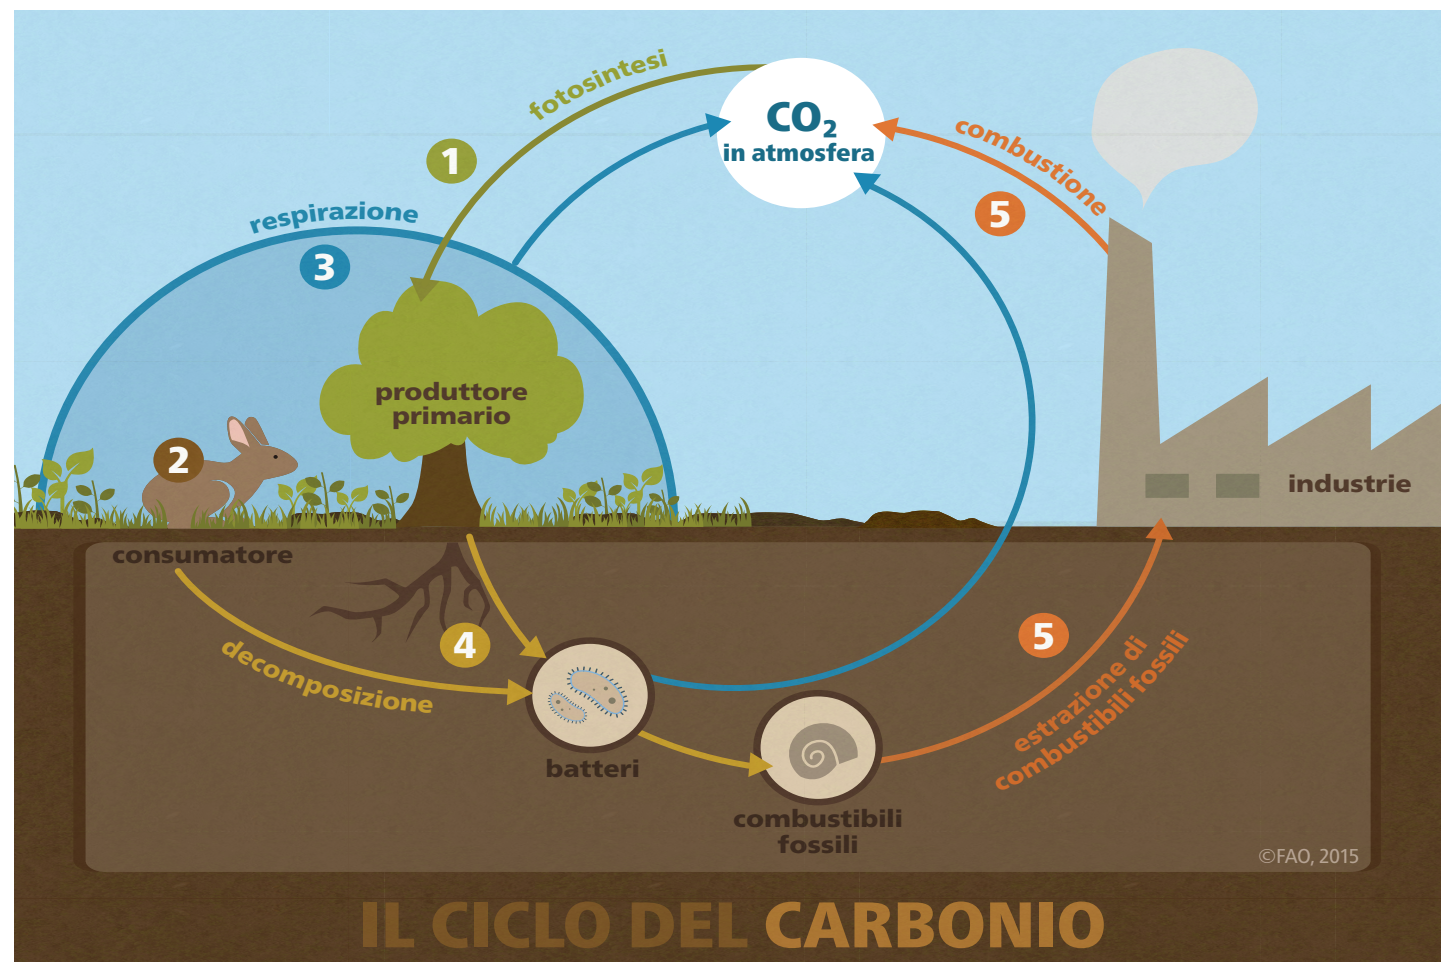 fotosintesi
CO₂
in atmosfera
combustione
1
5
respirazione
3
produttore
primario
2
industrie
consumatore
4
5
decomposizione
estrazione di
combustibili fossili
batteri
combustibili
fossili
©FAO, 2015
IL CICLO DEL CARBONIO